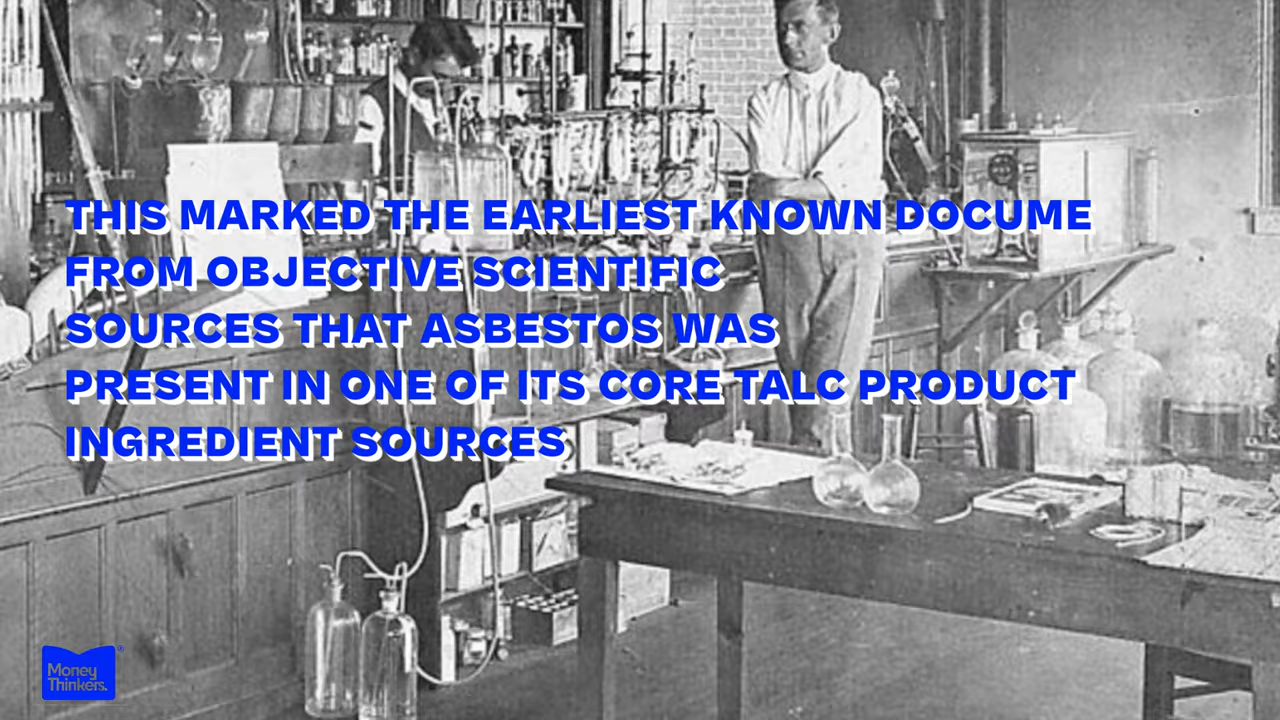 THIS MARKED THE EARLIEST KNOWN DOCUME
FROM OBJECTIVE SCIENTIFIC
SOURCES THAT ASBESTOS WAS
PRESENT IN ONE OF ITS CORE TALC PRODUCT
INGREDIENT SOURCES
Money
Thinkers.